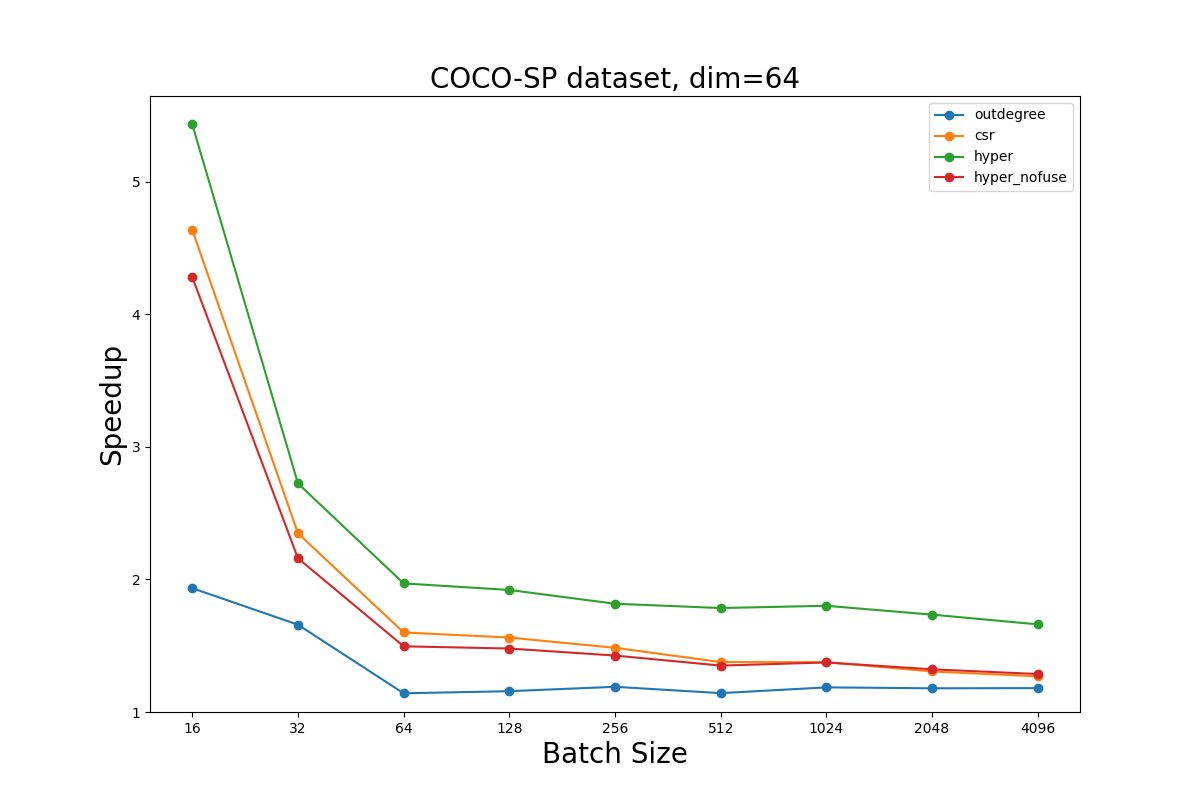 COCO-SP dataset, dim=64
outdegree
csr
hyper
hyper_nofuse
5
4
3
2
1
Speedup
16 32 64 128 256 512 1024 2048 4096
Batch Size